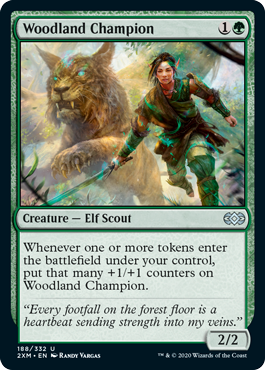 Woodland Champion 1
Creature — Elf Scout
Whenever one or more tokens enter
the battlefield under your control,
put that many +1/+1 counters on
Woodland Champion.
“Every footfall on the forest floor is a
heartbeat sending strength into my veins.”
2/2
188/332 U
2XM • EN Randy Vargas ™ & © 2020 Wizards of the Coast